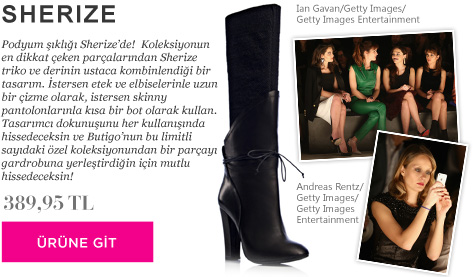 SHERIZE
Podyum şıklığı Sherize'de!  Koleksiyonun
en dikkat çeken parçalarından Sherize
triko ve derinin ustaca kombinlendiği bir
tasarım. İstersen etek ve elbiselerinle uzun
bir çizme olarak, istersen skinny
pantolonlarınla kısa bir bot olarak kullan.
Tasarımcı dokunuşunu her kullanışında
hissedeceksin ve Butigo'nun bu limitli
sayıdaki özel koleksiyonundan bir parçayı
gardrobuna yerleştirdiğin için mutlu
hissedeceksin!
389,95 TL
ÜRÜNE GİT
Ian Gavan/Getty Images/
Getty Images Entertainment
Andreas Rentz/
Getty Images/
Getty Images
Entertainment